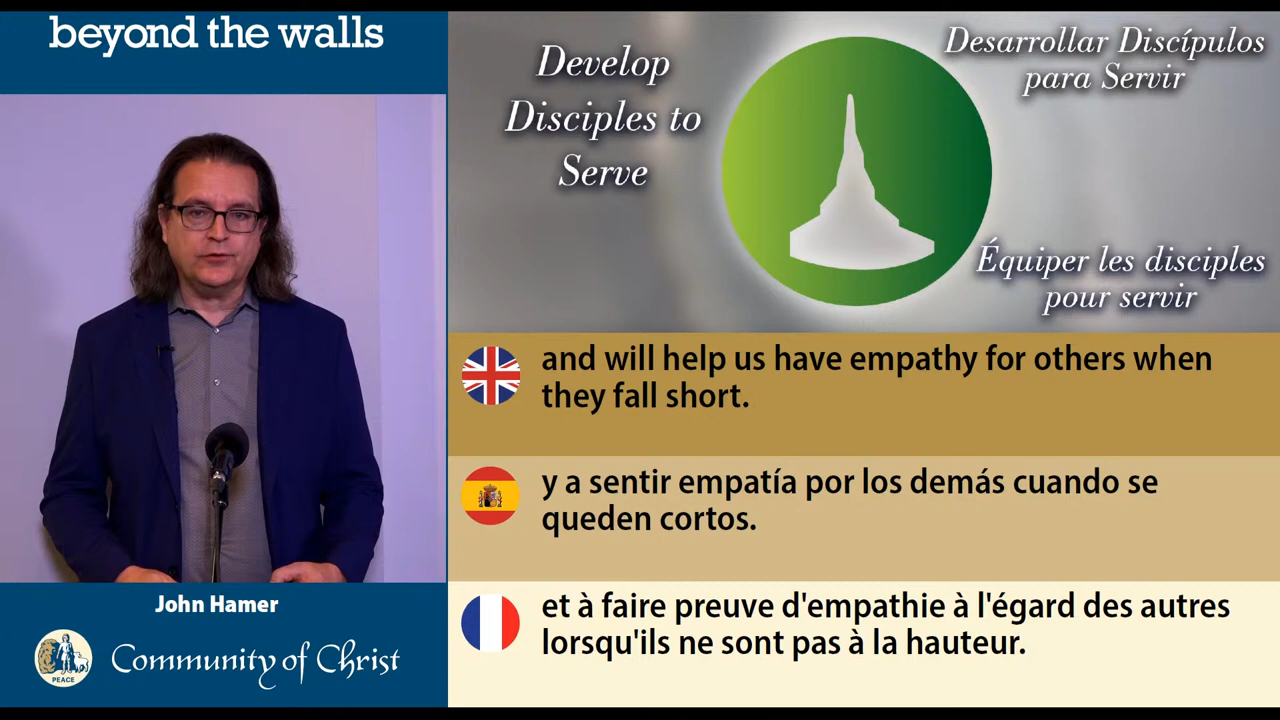 beyond the walls
John Hamer
PEACE
Community of Christ
Develop
Disciples to
Serve
Desarrollar Discípulos
para Servir
Équiper les disciples
pour servir
and will help us have empathy for others when
they fall short.
y a sentir empatía por los demás cuando se
queden cortos.
et à faire preuve d'empathie à l'égard des autres
lorsqu'ils ne sont pas à la hauteur.